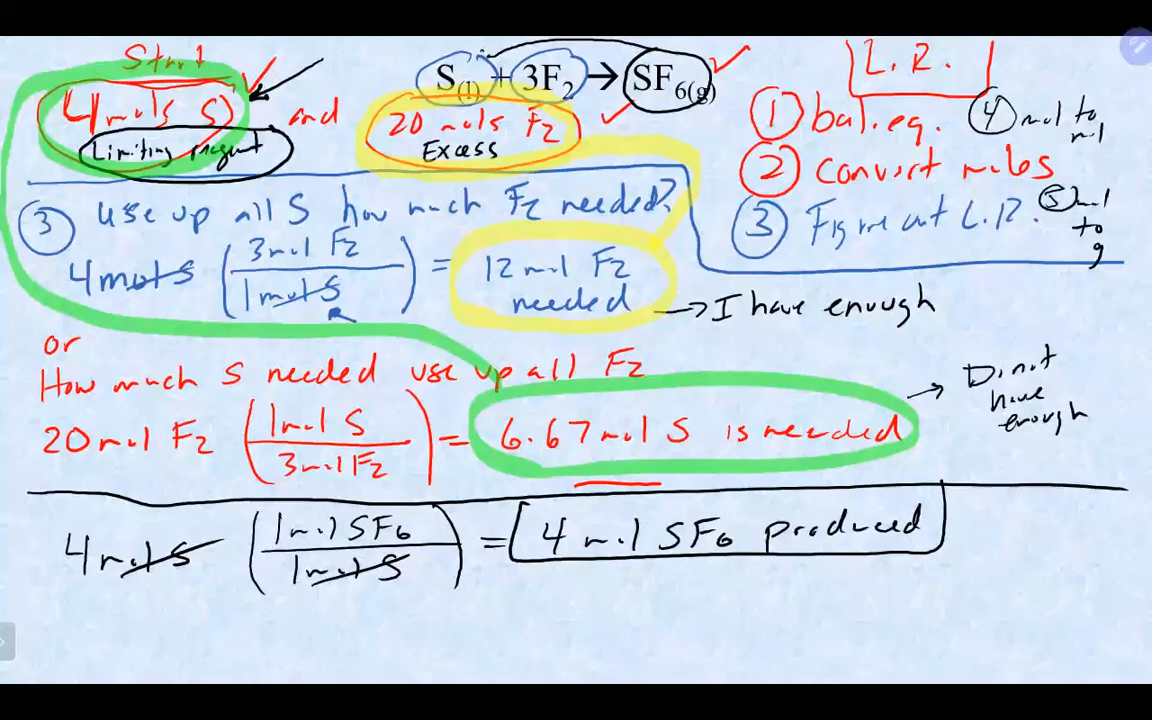 Start
4 mols S and 20 mols F2
Limiting reagent
Excess
S(l) + 3F2 → SF6(g)
L.R.
① bal. eq.
② convert moles
③ Figure out L.R.
④ mol to mol
⑤ mol to g
③ Use up all S how much F2 needed?
4 mol S (3 mol F2 / 1 mol S) = 12 mol F2 needed → I have enough
or
How much S needed use up all F2
20 mol F2 (1 mol S / 3 mol F2) = 6.67 mol S is needed → Do not have enough
4 mol S (1 mol SF6 / 1 mol S) = 4 mol SF6 produced